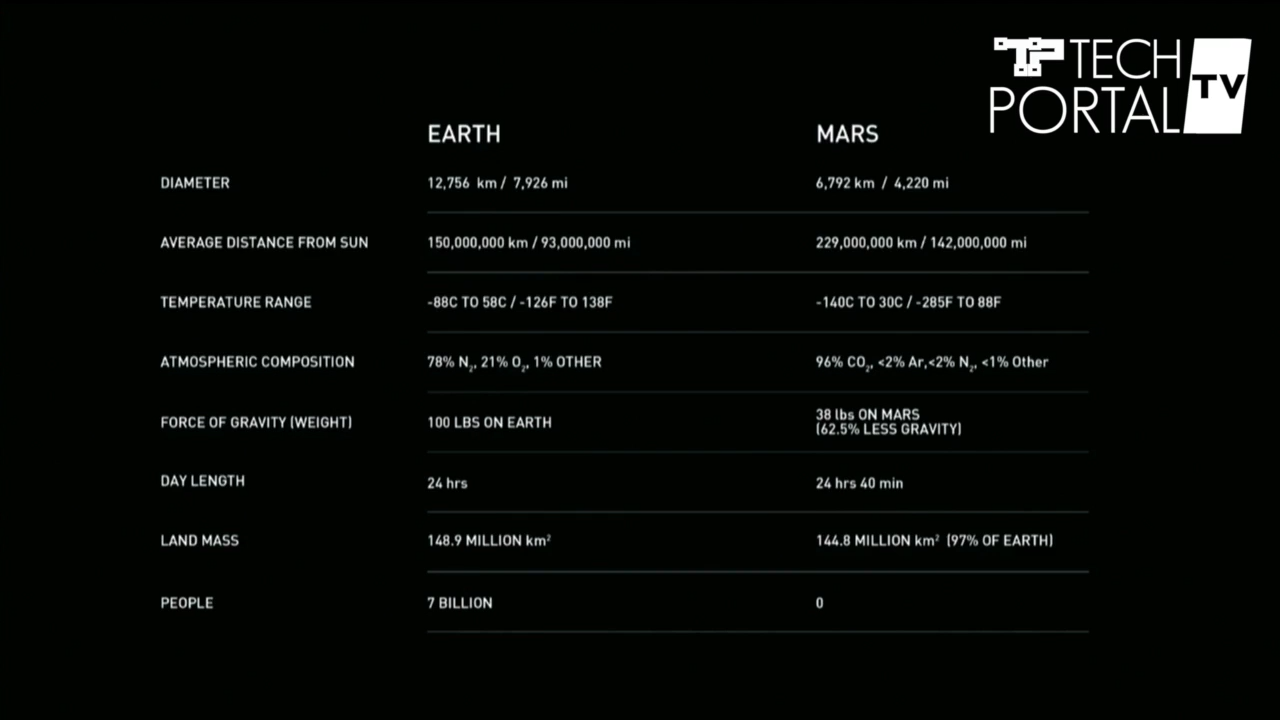 TP TECH
PORTAL TV
EARTH MARS
DIAMETER 12,756 km / 7,926 mi 6,792 km / 4,220 mi
AVERAGE DISTANCE FROM SUN 150,000,000 km / 93,000,000 mi 229,000,000 km / 142,000,000 mi
TEMPERATURE RANGE -88C TO 58C / -126F TO 138F -140C TO 30C / -285F TO 88F
ATMOSPHERIC COMPOSITION 78% N₂, 21% O₂, 1% OTHER 96% CO₂, <2% Ar,<2% N₂, <1% Other
FORCE OF GRAVITY (WEIGHT) 100 LBS ON EARTH 38 lbs ON MARS
(62.5% LESS GRAVITY)
DAY LENGTH 24 hrs 24 hrs 40 min
LAND MASS 148.9 MILLION km² 144.8 MILLION km² (97% OF EARTH)
PEOPLE 7 BILLION 0